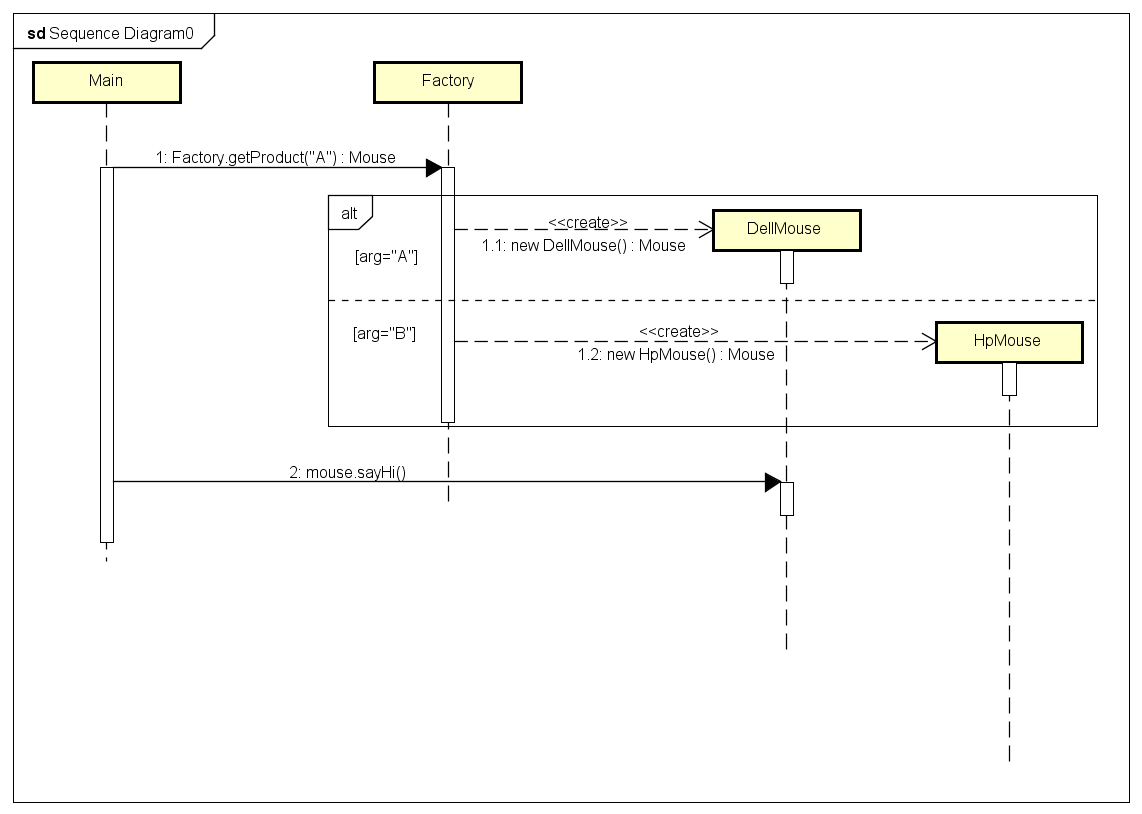 sd Sequence Diagram0
Main
Factory
1: Factory.getProduct("A") : Mouse
alt
<<create>>
DellMouse
1.1: new DellMouse() : Mouse
[arg="A"]
<<create>>
[arg="B"]
HpMouse
1.2: new HpMouse() : Mouse
2: mouse.sayHi()